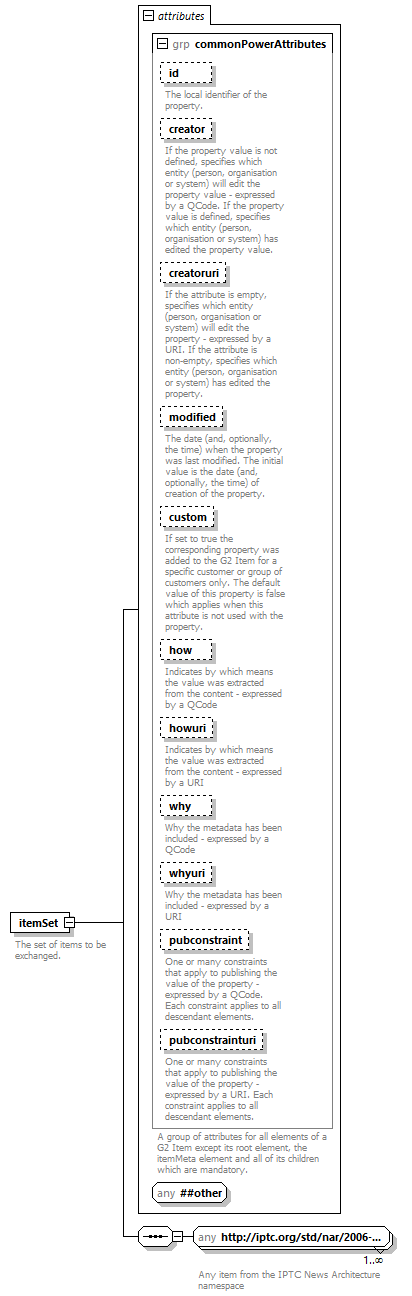 attributes
grp commonPowerAttributes
id
The local identifier of the
property.
creator
If the property value is not
defined, specifies which
entity (person, organisation
or system) will edit the
property value - expressed
by a QCode. If the property
value is defined, specifies
which entity (person,
organisation or system) has
edited the property value.
creatoruri
If the attribute is empty,
specifies which entity
(person, organisation or
system) will edit the
property - expressed by a
URI. If the attribute is
non-empty, specifies which
entity (person, organisation
or system) has edited the
property.
modified
The date (and, optionally,
the time) when the property
was last modified. The initial
value is the date (and,
optionally, the time) of
creation of the property.
custom
If set to true the
corresponding property was
added to the G2 Item for a
specific customer or group of
customers only. The default
value of this property is false
which applies when this
attribute is not used with the
property.
how
Indicates by which means
the value was extracted
from the content - expressed
by a QCode
howuri
Indicates by which means
the value was extracted
from the content - expressed
by a URI
why
Why the metadata has been
included - expressed by a
QCode
whyuri
Why the metadata has been
included - expressed by a
URI
itemSet
The set of items to be
exchanged.
pubconstraint
One or many constraints
that apply to publishing the
value of the property -
expressed by a QCode.
Each constraint applies to all
descendant elements.
pubconstrainturi
One or many constraints
that apply to publishing the
value of the property -
expressed by a URI. Each
constraint applies to all
descendant elements.
A group of attributes for all elements of a
G2 Item except its root element, the
itemMeta element and all of its children
which are mandatory.
any ##other
any http://iptc.org/std/nar/2006-...
1..∞
Any item from the IPTC News Architecture
namespace